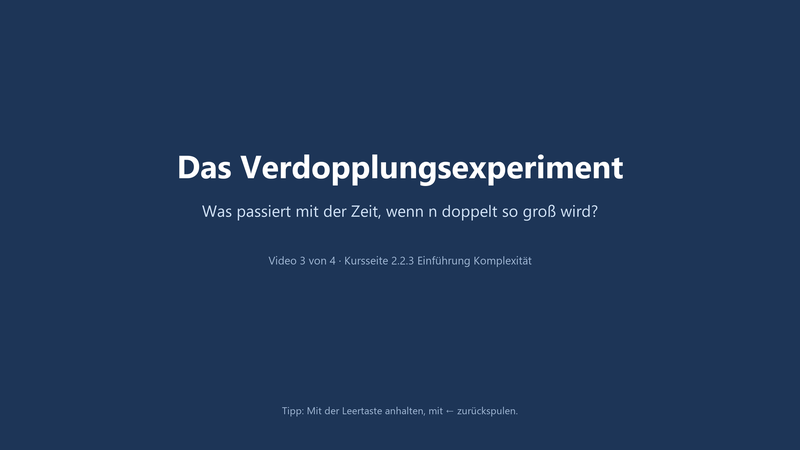 Das Verdopplungsexperiment
Was passiert mit der Zeit, wenn n doppelt so groß wird?
Video 3 von 4 · Kursseite 2.2.3 Einführung Komplexität
Tipp: Mit der Leertaste anhalten, mit ← zurückspulen.